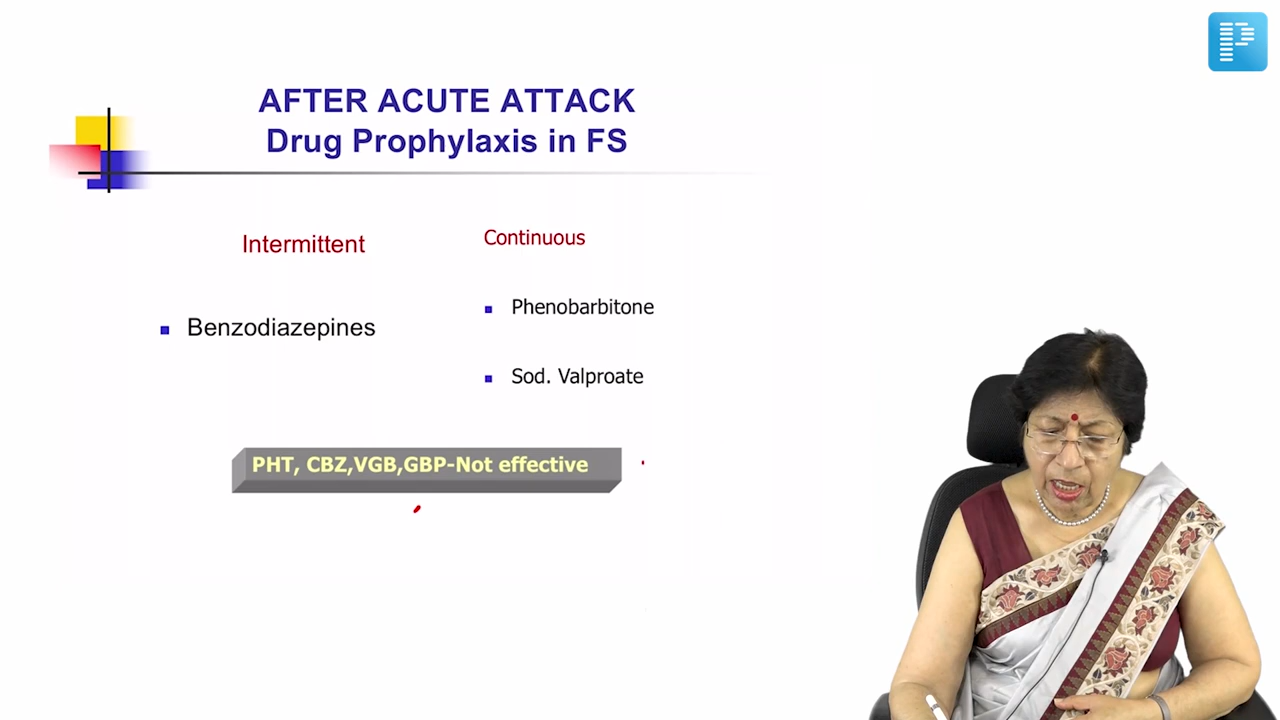 AFTER ACUTE ATTACK
Drug Prophylaxis in FS
Intermittent
Benzodiazepines
Continuous
Phenobarbitone
Sod. Valproate
PHT, CBZ,VGB,GBP-Not effective